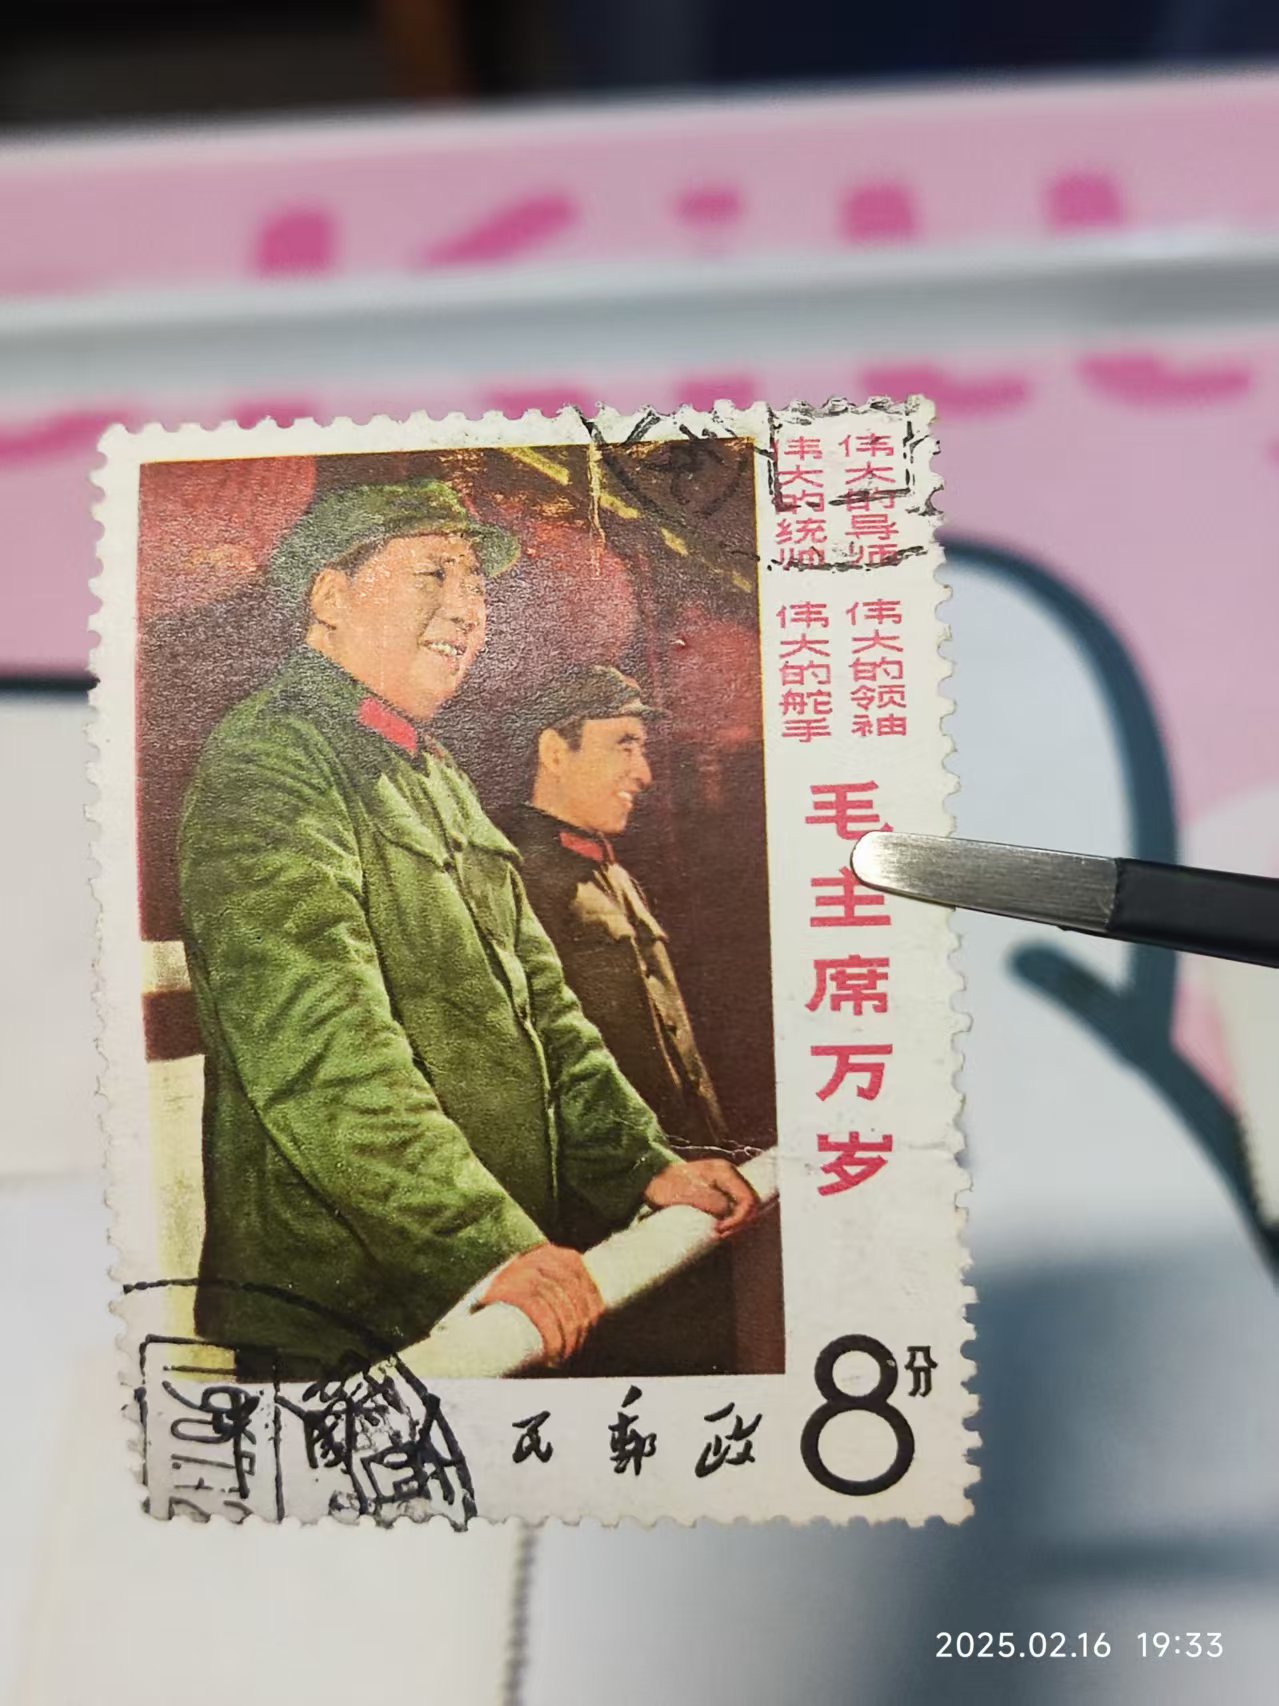 伟大的导师
伟大的领袖
伟大的统帅
伟大的舵手
毛主席万岁
民郵政
8分
2025.02.16 19:33